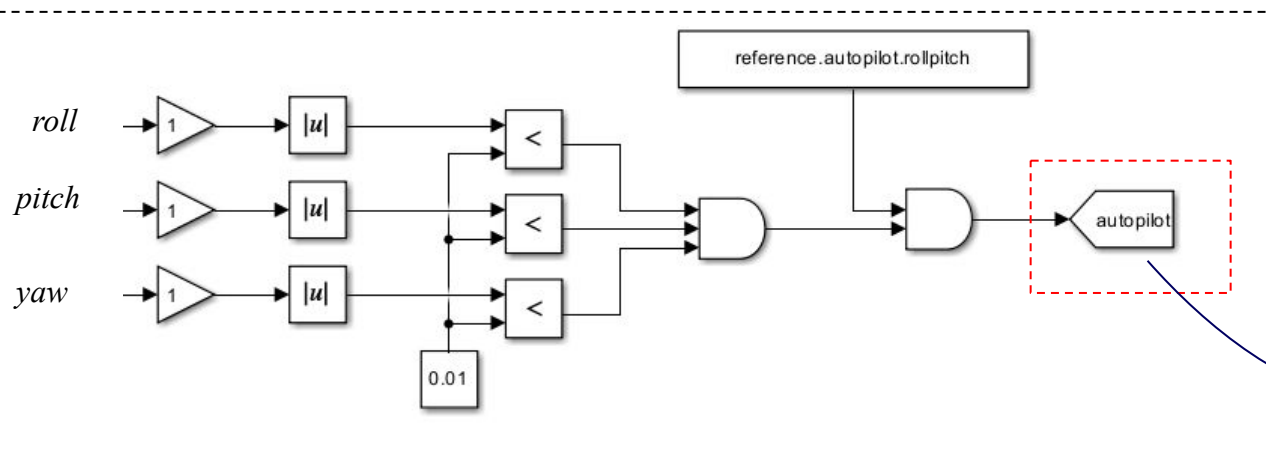 reference.autopilot.rollpitch
roll
1
|u|
<
pitch
1
|u|
<
autopilot
yaw
1
|u|
<
0.01